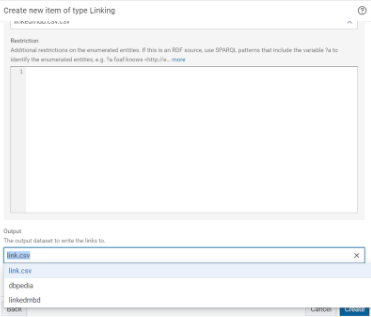 Create new item of type Linking
linkedmdb.csv.csv
Restriction
Additional restrictions on the enumerated entities. If this is an RDF source, use SPARQL patterns that include the variable ?a to
identify the enumerated entities, e.g. ?a foaf:knows <http://e... more
1
Output
The output dataset to write the links to.
link.csv
link.csv
dbpedia
linkedmbd
Back Cancel Create